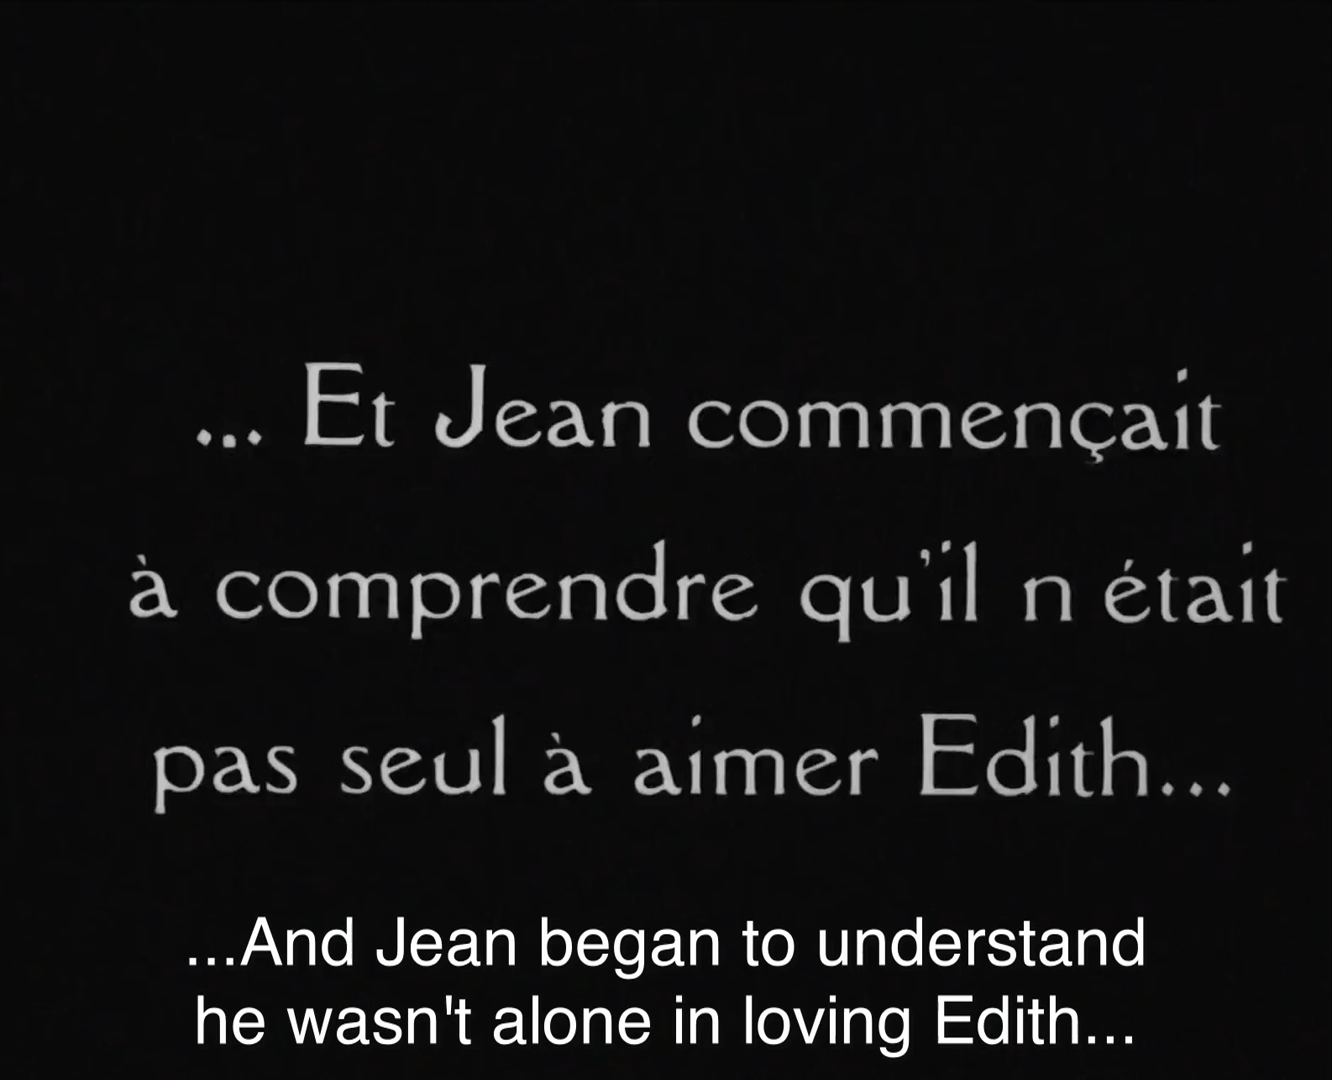 ... Et Jean commençait
à comprendre qu'il n était
pas seul à aimer Edith...
...And Jean began to understand
he wasn't alone in loving Edith...